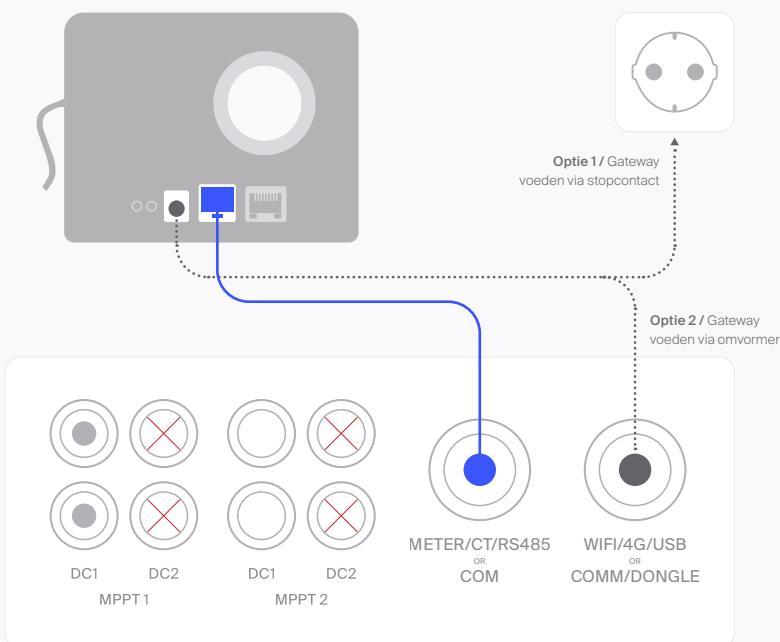 Optie 1 / Gateway
voeden via stopcontact
Optie 2 / Gateway
voeden via omvormer
METER/CT/RS485
OR
COM
WIFI/4G/USB
OR
COMM/DONGLE
DC1
DC2
DC1
DC2
MPPT 1
MPPT 2